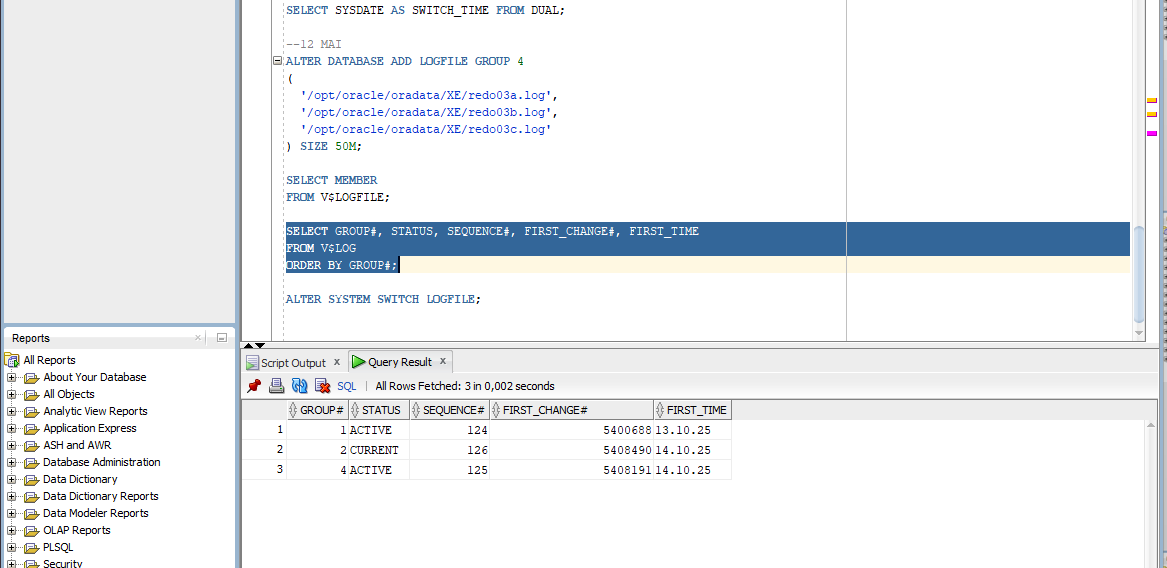 SELECT SYSDATE AS SWITCH_TIME FROM DUAL;
--12 MAI
ALTER DATABASE ADD LOGFILE GROUP 4
(
'/opt/oracle/oradata/XE/redo03a.log',
'/opt/oracle/oradata/XE/redo03b.log',
'/opt/oracle/oradata/XE/redo03c.log'
) SIZE 50M;
SELECT MEMBER
FROM V$LOGFILE;
SELECT GROUP#, STATUS, SEQUENCE#, FIRST_CHANGE#, FIRST_TIME
FROM V$LOG
ORDER BY GROUP#;
ALTER SYSTEM SWITCH LOGFILE;
Reports
All Reports
About Your Database
All Objects
Analytic View Reports
Application Express
ASH and AWR
Database Administration
Data Dictionary
Data Dictionary Reports
Data Modeler Reports
OLAP Reports
PLSQL
Security
Script Output x Query Result x
SQL | All Rows Fetched: 3 in 0,002 seconds
GROUP# STATUS SEQUENCE# FIRST_CHANGE# FIRST_TIME
1 1 ACTIVE 124 5400688 13.10.25
2 2 CURRENT 126 5408490 14.10.25
3 4 ACTIVE 125 5408191 14.10.25